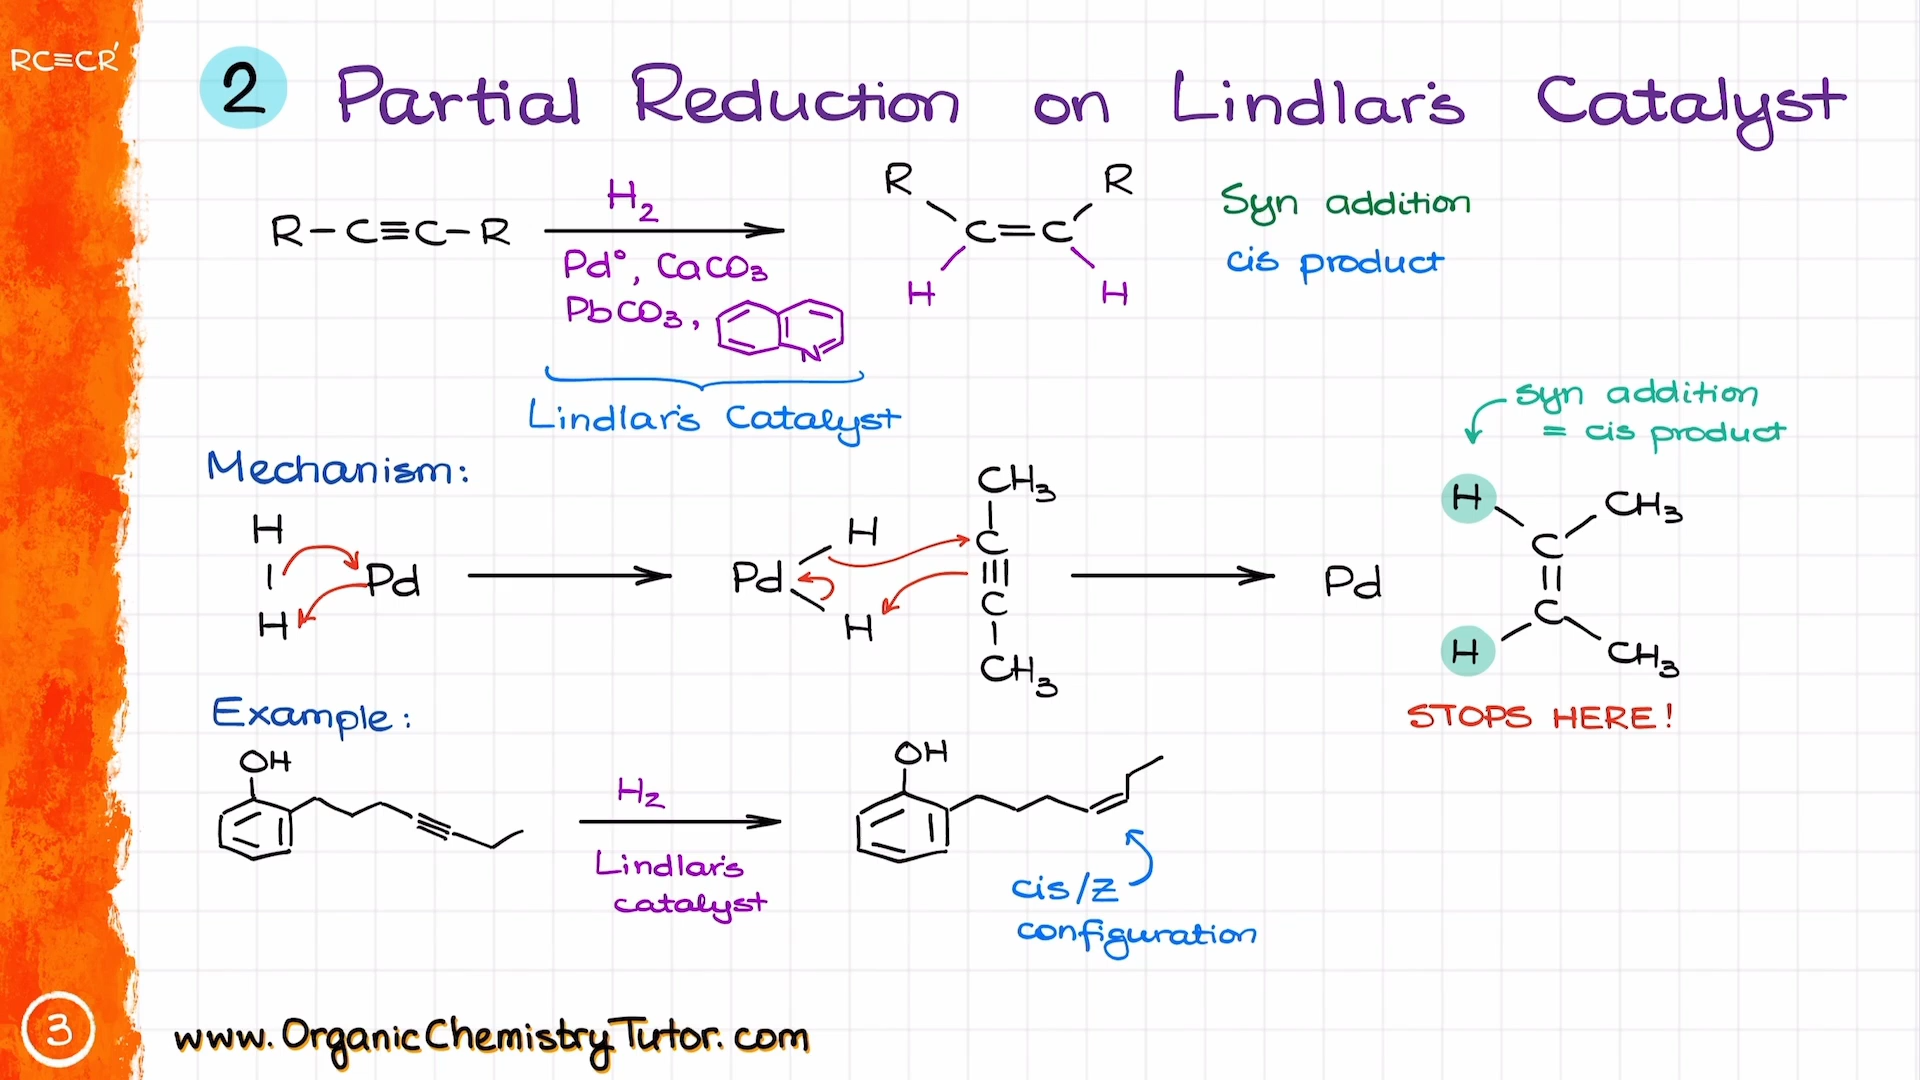 RC≡CR'
2 Partial Reduction on Lindlar's Catalyst
R–C≡C–R
H₂
Pd°, CaCO₃
PbCO₃,
N
Lindlar's Catalyst
R R
C=C
H H
Syn addition
cis product
Mechanism:
H
H
Pd
Pd
H
H
CH₃
C
≡
C
CH₃
Pd
syn addition
= cis product
H CH₃
C
=
C
H CH₃
STOPS HERE!
Example:
OH
H₂
Lindlar's
catalyst
OH
cis/Z
configuration
3
www.OrganicChemistryTutor.com